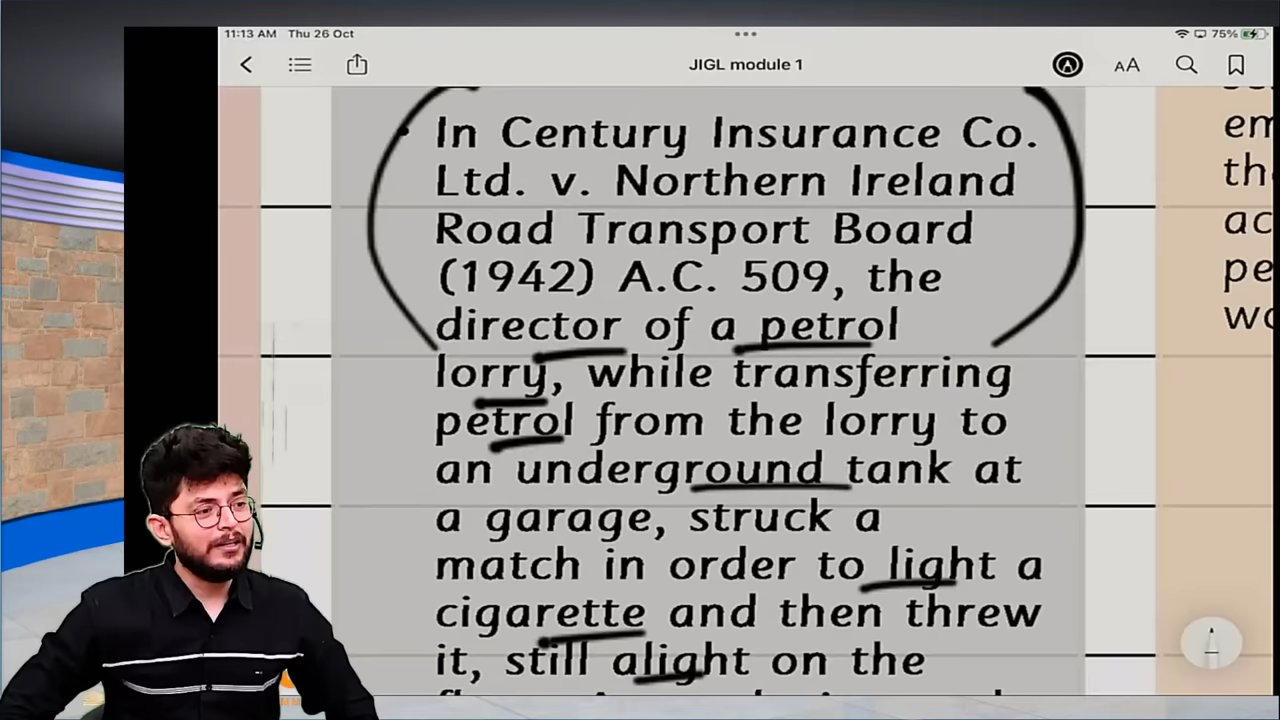 11:13 AM Thu 26 Oct
75%
JIGL module 1
AA
• In Century Insurance Co.
Ltd. v. Northern Ireland
Road Transport Board
(1942) A.C. 509, the
director of a petrol
lorry, while transferring
petrol from the lorry to
an underground tank at
a garage, struck a
match in order to light a
cigarette and then threw
it, still alight on the
em
th
ac
pe
wo